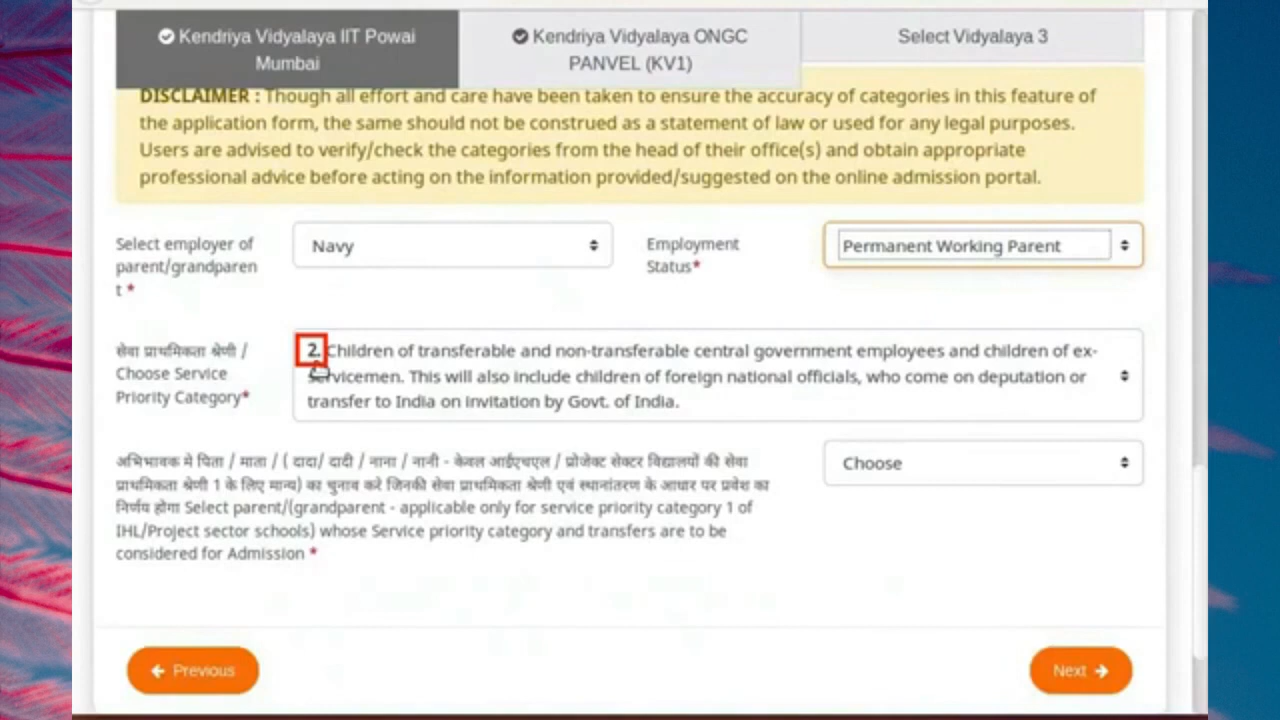 Kendriya Vidyalaya IIT Powai
Mumbai
Kendriya Vidyalaya ONGC
PANVEL (KV1)
Select Vidyalaya 3
DISCLAIMER : Though all effort and care have been taken to ensure the accuracy of categories in this feature of
the application form, the same should not be construed as a statement of law or used for any legal purposes.
Users are advised to verify/check the categories from the head of their office(s) and obtain appropriate
professional advice before acting on the information provided/suggested on the online admission portal.
Select employer of
parent/grandparen
t *
Navy
Employment
Status*
Permanent Working Parent
सेवा प्राथमिकता श्रेणी /
Choose Service
Priority Category*
2. Children of transferable and non-transferable central government employees and children of ex-
servicemen. This will also include children of foreign national officials, who come on deputation or
transfer to India on invitation by Govt. of India.
अभिभावक मे पिता / माता / ( दादा/ दादी / नाना / नानी - केवल आईएचएल / प्रोजेक्ट सेक्टर विद्यालयों की सेवा
प्राथमिकता श्रेणी 1 के लिए मान्य) का चुनाव करें जिनकी सेवा प्राथमिकता श्रेणी एवं स्थानांतरण के आधार पर प्रवेश का
निर्णय होगा Select parent/(grandparent - applicable only for service priority category 1 of
IHL/Project sector schools) whose Service priority category and transfers are to be
considered for Admission *
Choose
Previous
Next